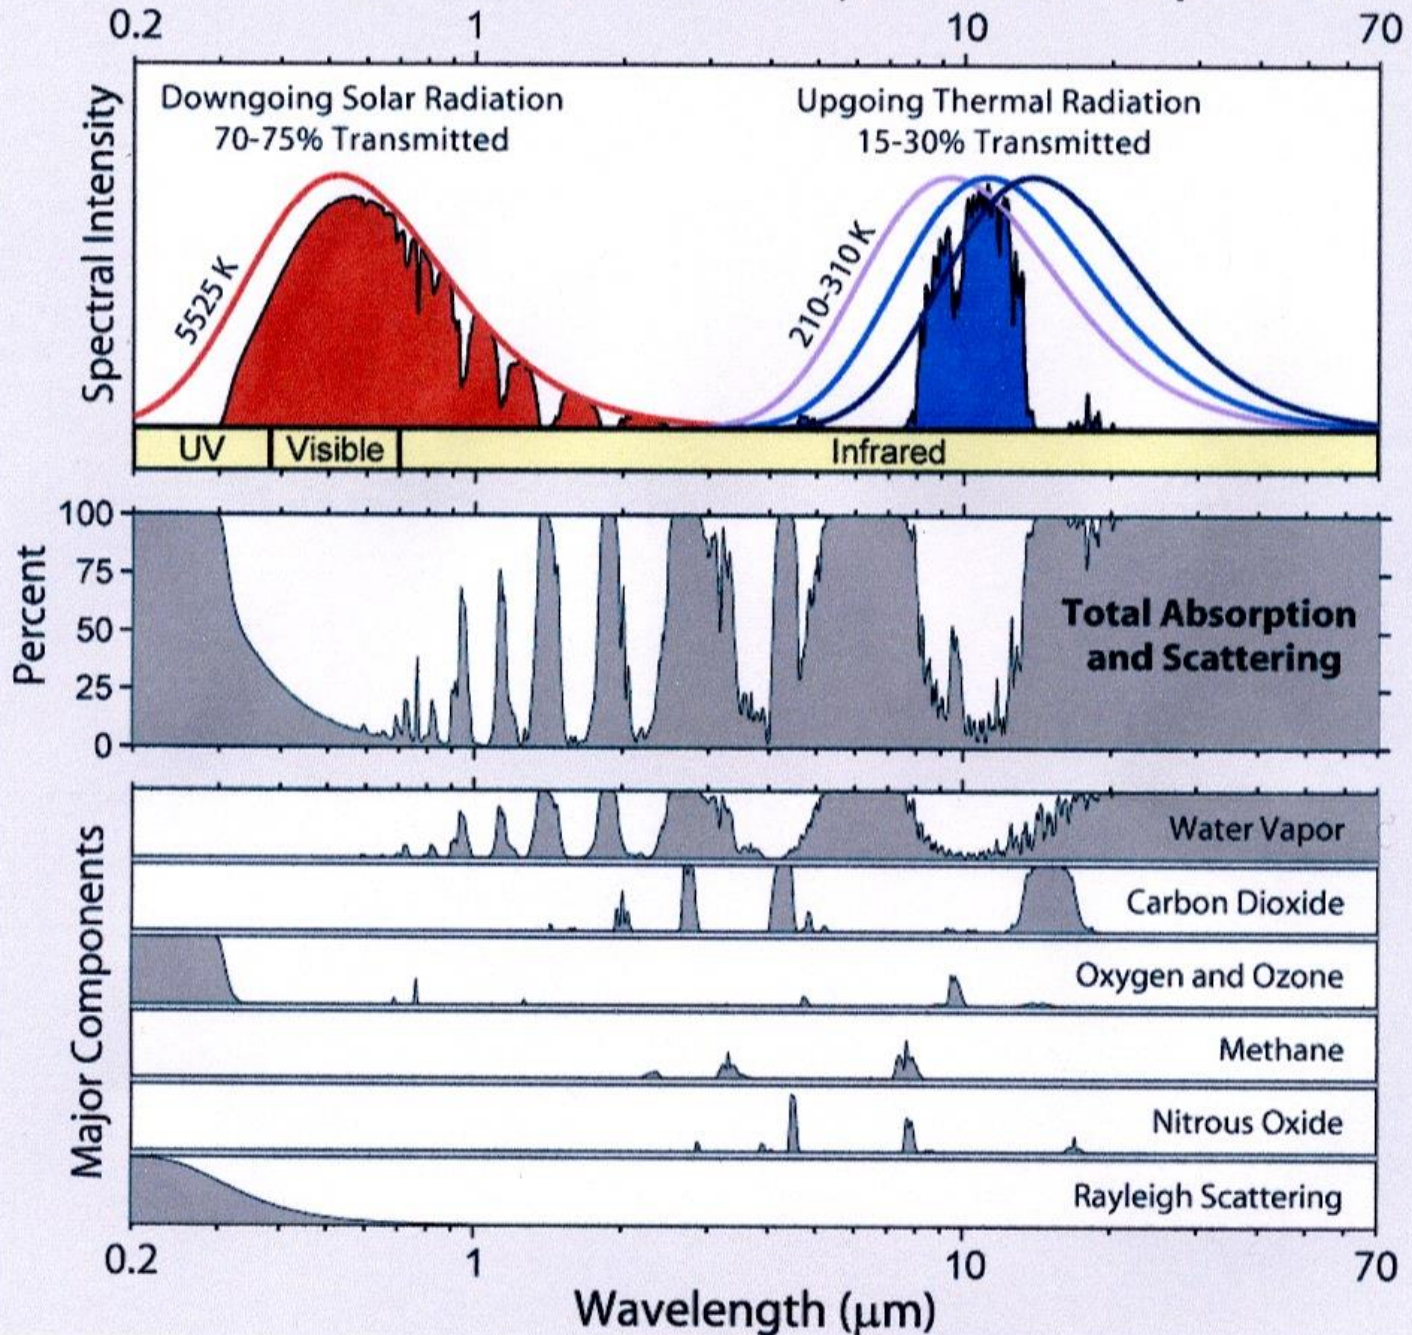 0.2 1 10 70
Spectral Intensity
Downgoing Solar Radiation
70-75% Transmitted
Upgoing Thermal Radiation
15-30% Transmitted
5525 K
210-310 K
UV Visible Infrared
Percent
100
75
50
25
0
Total Absorption
and Scattering
Major Components
Water Vapor
Carbon Dioxide
Oxygen and Ozone
Methane
Nitrous Oxide
Rayleigh Scattering
0.2 1 10 70
Wavelength (μm)